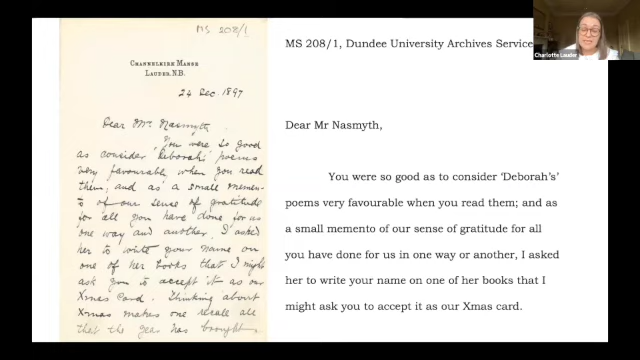 MS 208/1
CHANNELKIRK MANSE
LAUDER, N.B.
24 Dec. 1897
Dear Mr. Nasmyth,
You were so good
as consider 'Deborah's' poems
very favourable when you read
them; and as a small memen-
to of our sense of gratitude
for all you have done for us
one way and another, I asked
her to write your name on
one of her books that I might
ask you to accept it as our
Xmas Card. Thinking about
Xmas makes one recall all
that the year has brought
MS 208/1, Dundee University Archives Service
Dear Mr Nasmyth,
You were so good as to consider ‘Deborah’s’
poems very favourable when you read them; and as
a small memento of our sense of gratitude for all
you have done for us in one way or another, I asked
her to write your name on one of her books that I
might ask you to accept it as our Xmas card.
Charlotte Lauder